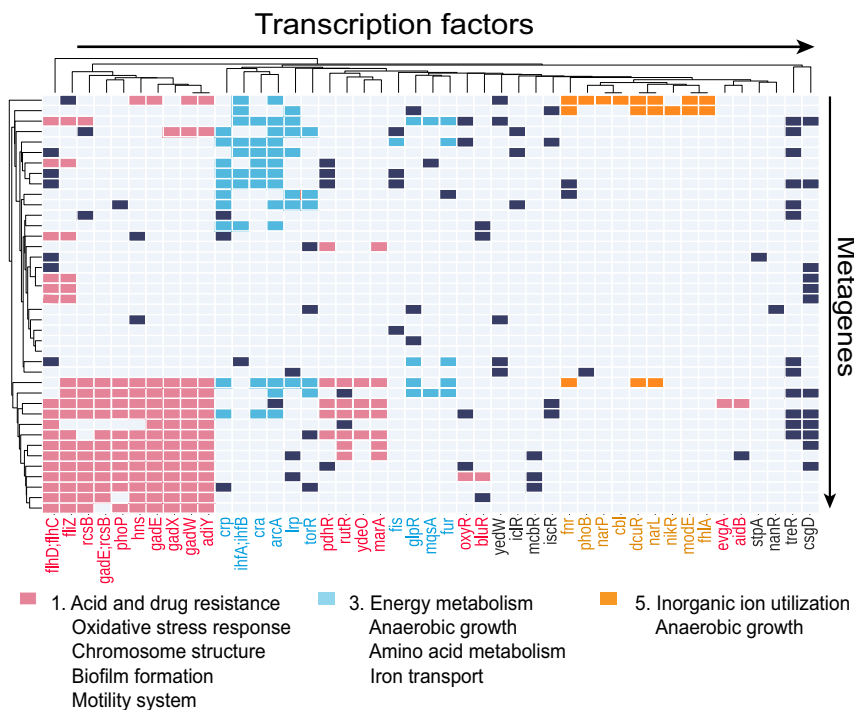 Transcription factors
Metagenes
flhD;flhC
fliZ
rcsB
gadE;rcsB
phoP
hns
gadE
gadX
gadW
adiY
crp
ihfA;ihfB
cra
arcA
lrp
torR
pdhR
rutR
ydeO
marA
fis
glpR
mqsA
fur
oxyR
bluR
yedW
iclR
mcbR
iscR
fnr
phoB
narP
cbl
dcuR
narL
nikR
modE
fhlA
evgA
aidB
stpA
nanR
treR
csgD
1. Acid and drug resistance
Oxidative stress response
Chromosome structure
Biofilm formation
Motility system
3. Energy metabolism
Anaerobic growth
Amino acid metabolism
Iron transport
5. Inorganic ion utilization
Anaerobic growth